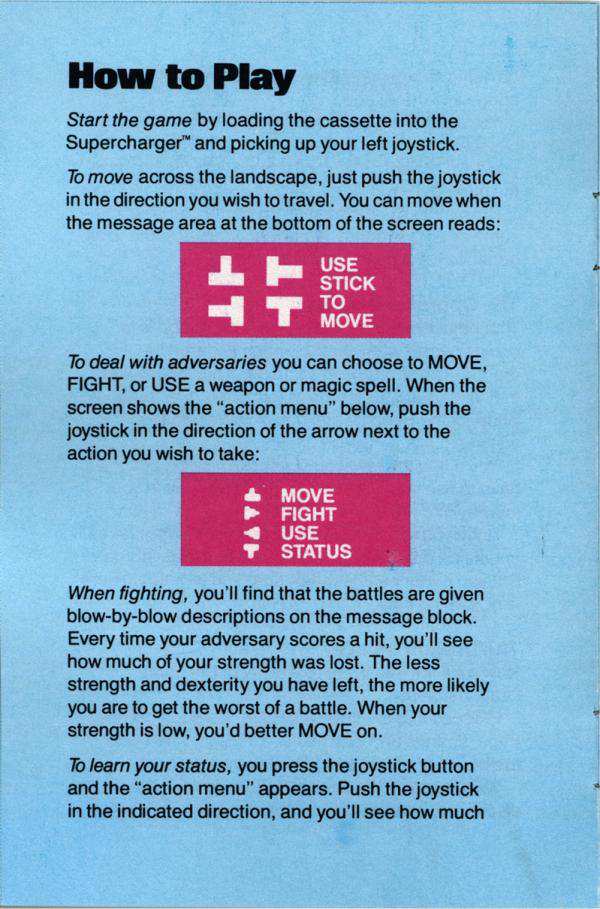 How to Play
Start the game by loading the cassette into the
Supercharger™ and picking up your left joystick.
To move across the landscape, just push the joystick
in the direction you wish to travel. You can move when
the message area at the bottom of the screen reads:
USE
STICK
TO
MOVE
To deal with adversaries you can choose to MOVE,
FIGHT, or USE a weapon or magic spell. When the
screen shows the “action menu” below, push the
joystick in the direction of the arrow next to the
action you wish to take:
MOVE
FIGHT
USE
STATUS
When fighting, you’ll find that the battles are given
blow-by-blow descriptions on the message block.
Every time your adversary scores a hit, you’ll see
how much of your strength was lost. The less
strength and dexterity you have left, the more likely
you are to get the worst of a battle. When your
strength is low, you’d better MOVE on.
To learn your status, you press the joystick button
and the “action menu” appears. Push the joystick
in the indicated direction, and you’ll see how much